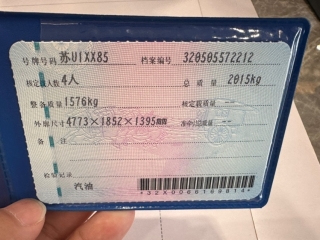 号牌号码 苏U1XX85 档案编号 320505572212
核定载人数 4人 总质量 2015kg
整备质量 1576kg 核定载质量 --
外廓尺寸 4773×1852×1395mm 准牵引总质量 --
备注
检验记录
汽油